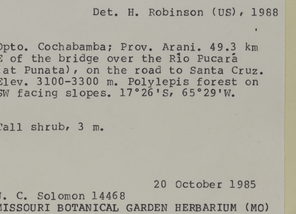 Det. H. Robinson (US), 1988
Dpto. Cochabamba; Prov. Arani. 49.3 km
E of the bridge over the Río Pucará
(at Punata), on the road to Santa Cruz.
Elev. 3100-3300 m. Polylepis forest on
SW facing slopes. 17°26'S, 65°29'W.
Tall shrub, 3 m.
20 October 1985
J. C. Solomon 14468
MISSOURI BOTANICAL GARDEN HERBARIUM (MO)